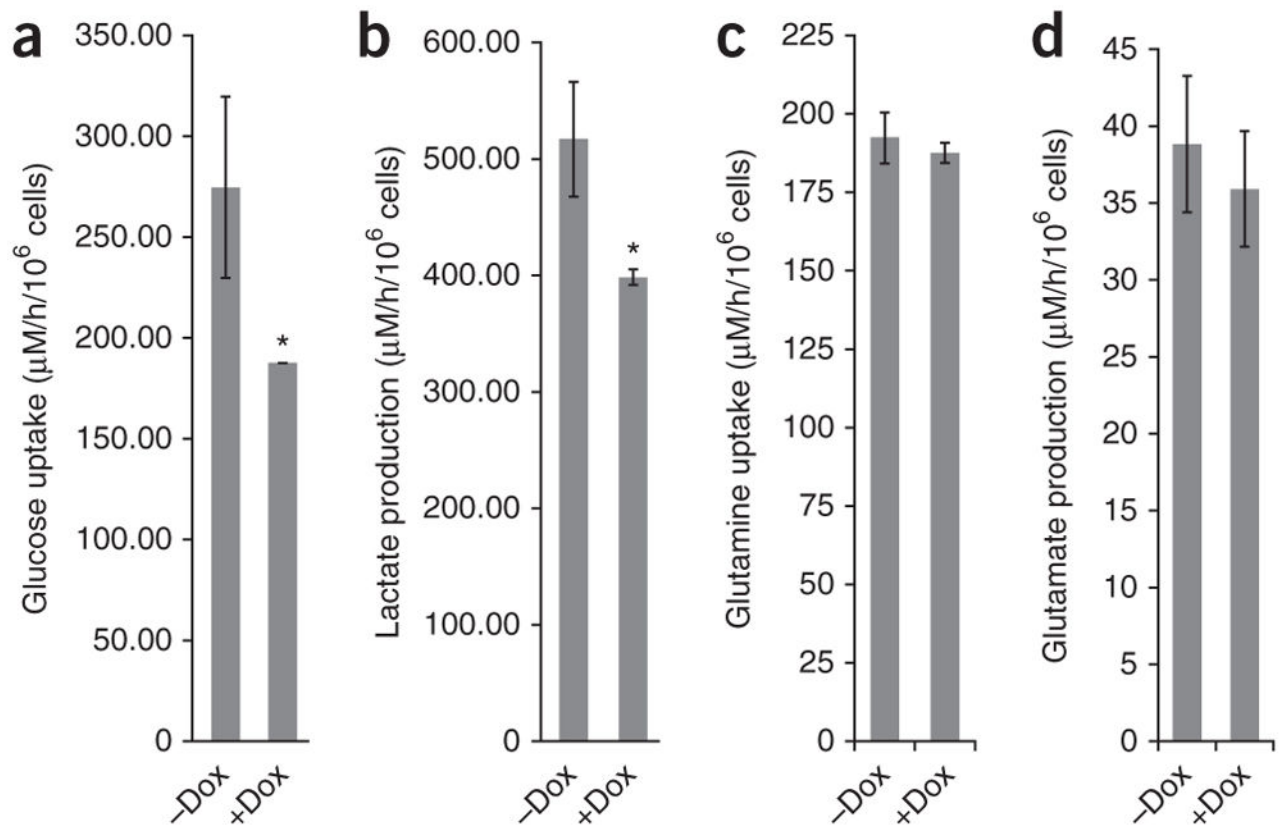 a
Glucose uptake (μM/h/10⁶ cells)
350.00
300.00
250.00
200.00
150.00
100.00
50.00
0
*
–Dox
+Dox
b
Lactate production (μM/h/10⁶ cells)
600.00
500.00
400.00
300.00
200.00
100.00
0
*
–Dox
+Dox
c
Glutamine uptake (μM/h/10⁶ cells)
225
200
175
150
125
100
75
50
25
0
–Dox
+Dox
d
Glutamate production (μM/h/10⁶ cells)
45
40
35
30
25
20
15
10
5
0
–Dox
+Dox